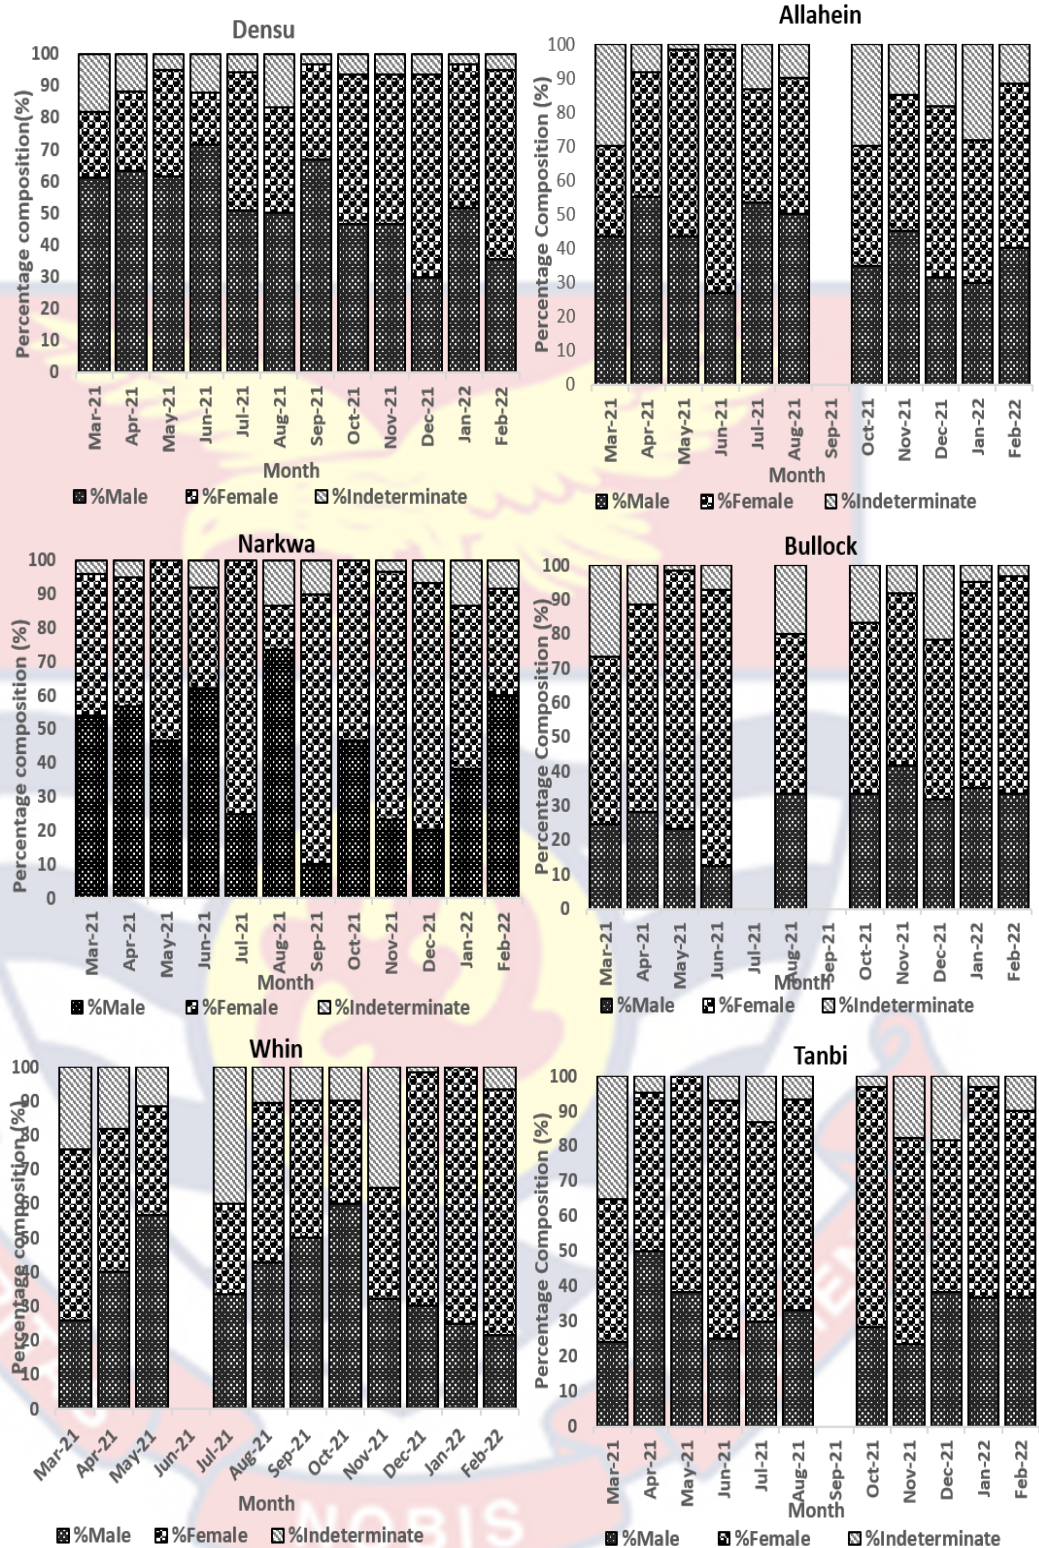 Densu
Percentage composition(%)
100
90
80
70
60
50
40
30
20
10
0
Mar-21
Apr-21
May-21
Jun-21
Jul-21
Aug-21
Sep-21
Oct-21
Nov-21
Dec-21
Jan-22
Feb-22
Month
%Male %Female %Indeterminate
Allahein
Percentage Composition (%)
100
90
80
70
60
50
40
30
20
10
0
Mar-21
Apr-21
May-21
Jun-21
Jul-21
Aug-21
Sep-21
Oct-21
Nov-21
Dec-21
Jan-22
Feb-22
Month
%Male %Female %Indeterminate
Narkwa
Percentage composition (%)
100
90
80
70
60
50
40
30
20
10
0
Mar-21
Apr-21
May-21
Jun-21
Jul-21
Aug-21
Sep-21
Oct-21
Nov-21
Dec-21
Jan-22
Feb-22
Month
%Male %Female %Indeterminate
Bullock
Percentage Composition (%)
100
90
80
70
60
50
40
30
20
10
0
Mar-21
Apr-21
May-21
Jun-21
Jul-21
Aug-21
Sep-21
Oct-21
Nov-21
Dec-21
Jan-22
Feb-22
Month
%Male %Female %Indeterminate
Whin
Percentage composition (%)
100
90
80
70
60
50
40
30
20
10
0
Mar-21
Apr-21
May-21
Jun-21
Jul-21
Aug-21
Sep-21
Oct-21
Nov-21
Dec-21
Jan-22
Feb-22
Month
%Male %Female %Indeterminate
Tanbi
Percentage Composition (%)
100
90
80
70
60
50
40
30
20
10
0
Mar-21
Apr-21
May-21
Jun-21
Jul-21
Aug-21
Sep-21
Oct-21
Nov-21
Dec-21
Jan-22
Feb-22
Month
%Male %Female %Indeterminate
NOBIS